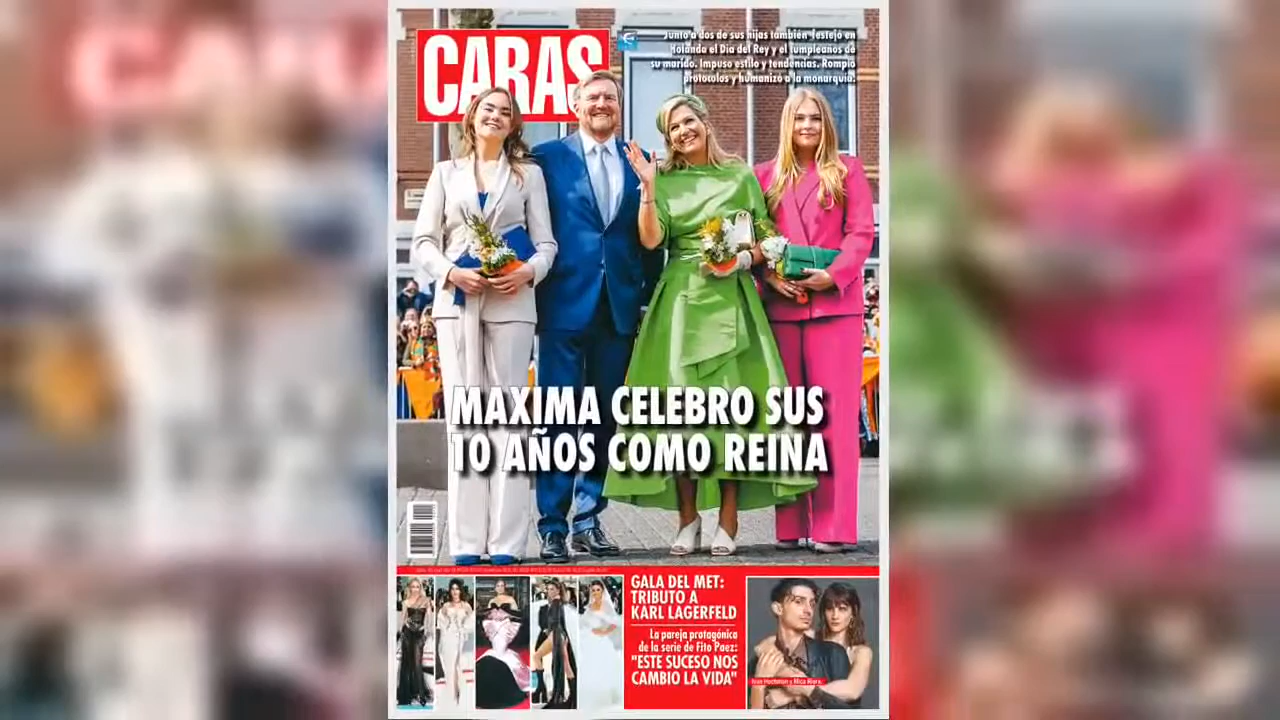 CARAS
Junto a dos de sus hijas también festejó en
Holanda el Día del Rey y el cumpleaños de
su marido. Impuso estilo y tendencias. Rompió
protocolos y humanizó a la monarquía.
MAXIMA CELEBRO SUS
10 AÑOS COMO REINA
GALA DEL MET:
TRIBUTO A
KARL LAGERFELD
La pareja protagónica
de la serie de Fito Paez:
"ESTE SUCESO NOS
CAMBIO LA VIDA"